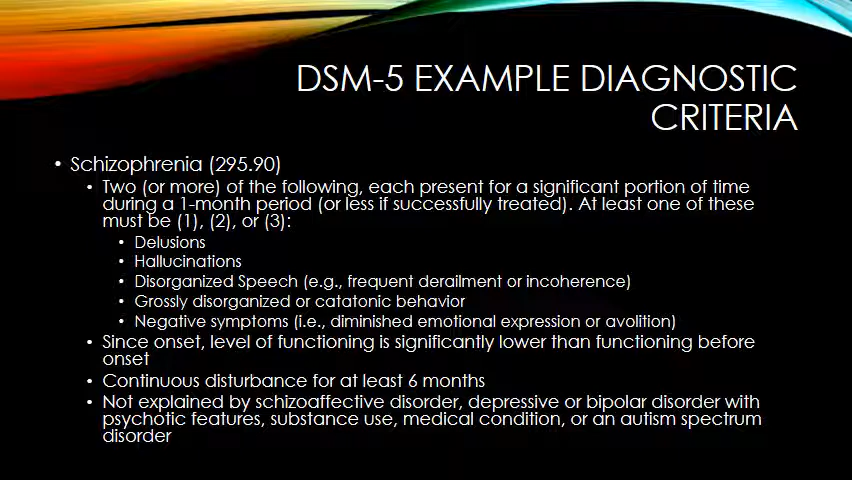 DSM-5 EXAMPLE DIAGNOSTIC
CRITERIA
• Schizophrenia (295.90)
• Two (or more) of the following, each present for a significant portion of time
during a 1-month period (or less if successfully treated). At least one of these
must be (1), (2), or (3):
• Delusions
• Hallucinations
• Disorganized Speech (e.g., frequent derailment or incoherence)
• Grossly disorganized or catatonic behavior
• Negative symptoms (i.e., diminished emotional expression or avolition)
• Since onset, level of functioning is significantly lower than functioning before
onset
• Continuous disturbance for at least 6 months
• Not explained by schizoaffective disorder, depressive or bipolar disorder with
psychotic features, substance use, medical condition, or an autism spectrum
disorder